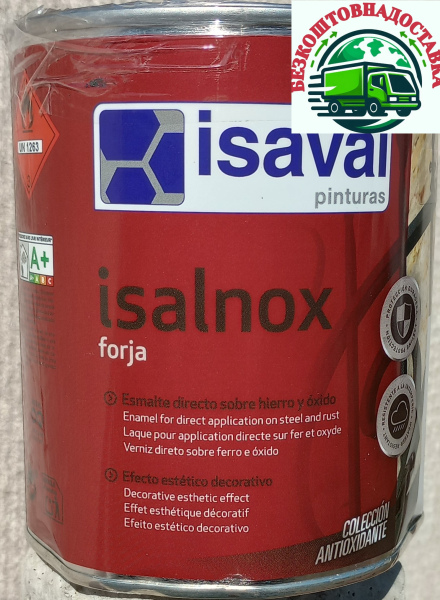 БЕЗКОШТОВНАДОСТАВКА
UN 1263
isaval
pinturas
A+
isalnox
forja
Esmalte directo sobre hierro y óxido
Enamel for direct application on steel and rust
Laque pour application directe sur fer et oxyde
Verniz direto sobre ferro e óxido
Efecto estético decorativo
Decorative esthetic effect
Effet esthétique décoratif
Efeito estético decorativo
COLECCIÓN
ANTIOXIDANTE